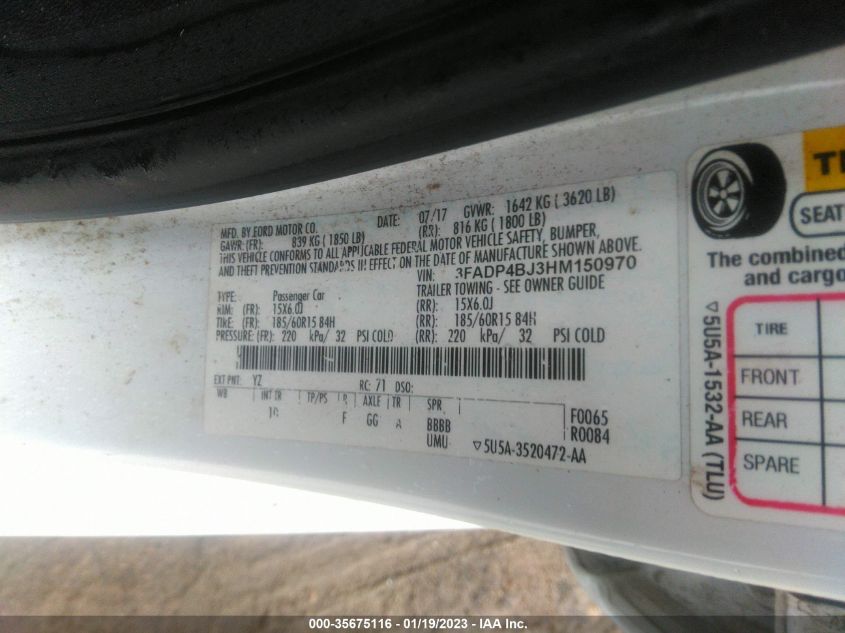 MFD. BY FORD MOTOR CO. DATE: 07/17 GVWR: 1642 KG ( 3620 LB)
GAWR: (FR): 839 KG ( 1850 LB) (RR): 816 KG ( 1800 LB)
THIS VEHICLE CONFORMS TO ALL APPLICABLE FEDERAL MOTOR VEHICLE SAFETY, BUMPER,
AND THEFT PREVENTION STANDARDS IN EFFECT ON THE DATE OF MANUFACTURE SHOWN ABOVE.
VIN: 3FADP4BJ3HM150970
TYPE: Passenger Car TRAILER TOWING - SEE OWNER GUIDE
RIM: (FR): 15X6.0J (RR): 15X6.0J
TIRE: (FR): 185/60R15 84H (RR): 185/60R15 84H
PRESSURE: (FR): 220 kPa/ 32 PSI COLD (RR): 220 kPa/ 32 PSI COLD
EXT PNT: YZ RC: 71 DSO:
WB INT TR TP/PS R AXLE TR SPR
F GG A BBBB F0065
UMU R0084
▽5U5A-3520472-AA
SEAT
The combined
and cargo
TIRE
FRONT
REAR
SPARE
▽5U5A-1532-AA (TLU)
000-35675116 - 01/19/2023 - IAA Inc.